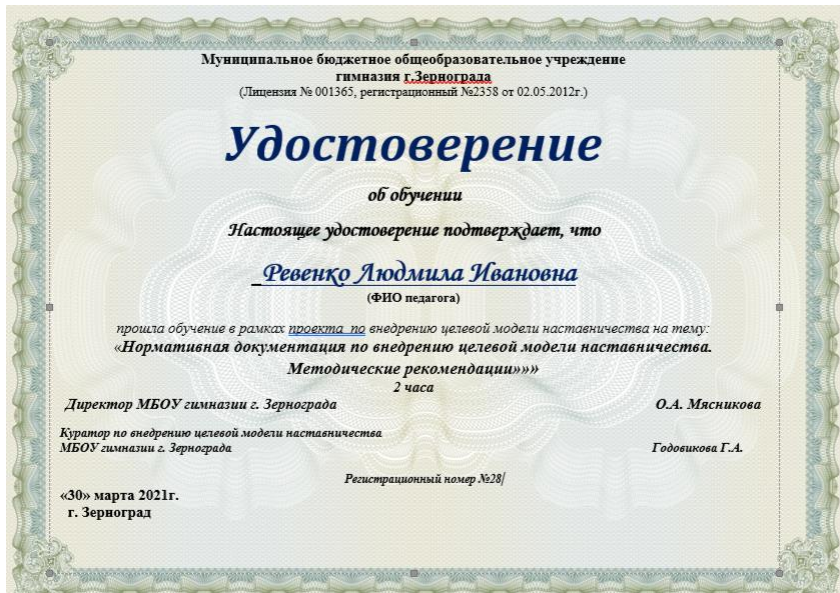 Муниципальное бюджетное общеобразовательное учреждение
гимназия г.Зернограда
(Лицензия № 001365, регистрационный №2358 от 02.05.2012г.)
Удостоверение
об обучении
Настоящее удостоверение подтверждает, что
_Ревенко Людмила Ивановна
(ФИО педагога)
прошла обучение в рамках проекта по внедрению целевой модели наставничества на тему:
«Нормативная документация по внедрению целевой модели наставничества.
Методические рекомендации»»»
2 часа
Директор МБОУ гимназии г. Зернограда О.А. Мясникова
Куратор по внедрению целевой модели наставничества
МБОУ гимназии г. Зернограда Годовикова Г.А.
Регистрационный номер №28
«30» марта 2021г.
г. Зерноград